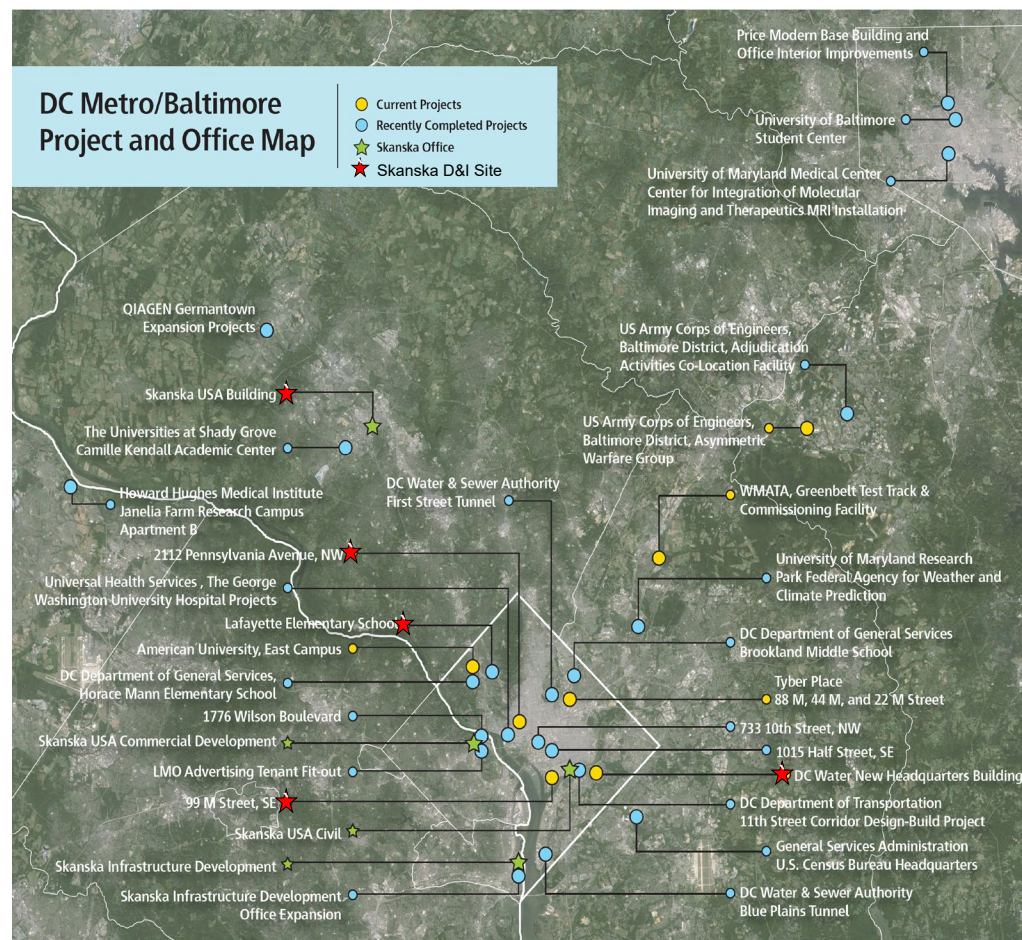 DC Metro/Baltimore
Project and Office Map
Current Projects
Recently Completed Projects
Skanska Office
Skanska D&I Site
Price Modern Base Building and
Office Interior Improvements
University of Baltimore
Student Center
University of Maryland Medical Center
Center for Integration of Molecular
Imaging and Therapeutics MRI Installation
QIAGEN Germantown
Expansion Projects
US Army Corps of Engineers,
Baltimore District, Adjudication
Activities Co-Location Facility
Skanska USA Building
US Army Corps of Engineers,
Baltimore District, Asymmetric
Warfare Group
The Universities at Shady Grove
Camille Kendall Academic Center
DC Water & Sewer Authority
First Street Tunnel
Howard Hughes Medical Institute
Janelia Farm Research Campus
Apartment B
WMATA, Greenbelt Test Track &
Commissioning Facility
2112 Pennsylvania Avenue, NW
University of Maryland Research
Park Federal Agency for Weather and
Climate Prediction
Universal Health Services , The George
Washington University Hospital Projects
Lafayette Elementary School
American University, East Campus
DC Department of General Services
Brookland Middle School
DC Department of General Services,
Horace Mann Elementary School
Tyber Place
88 M, 44 M, and 22 M Street
1776 Wilson Boulevard
733 10th Street, NW
Skanska USA Commercial Development
1015 Half Street, SE
LMO Advertising Tenant Fit-out
DC Water New Headquarters Building
99 M Street, SE
DC Department of Transportation
11th Street Corridor Design-Build Project
Skanska USA Civil
General Services Administration
U.S. Census Bureau Headquarters
Skanska Infrastructure Development
Skanska Infrastructure Development
Office Expansion
DC Water & Sewer Authority
Blue Plains Tunnel